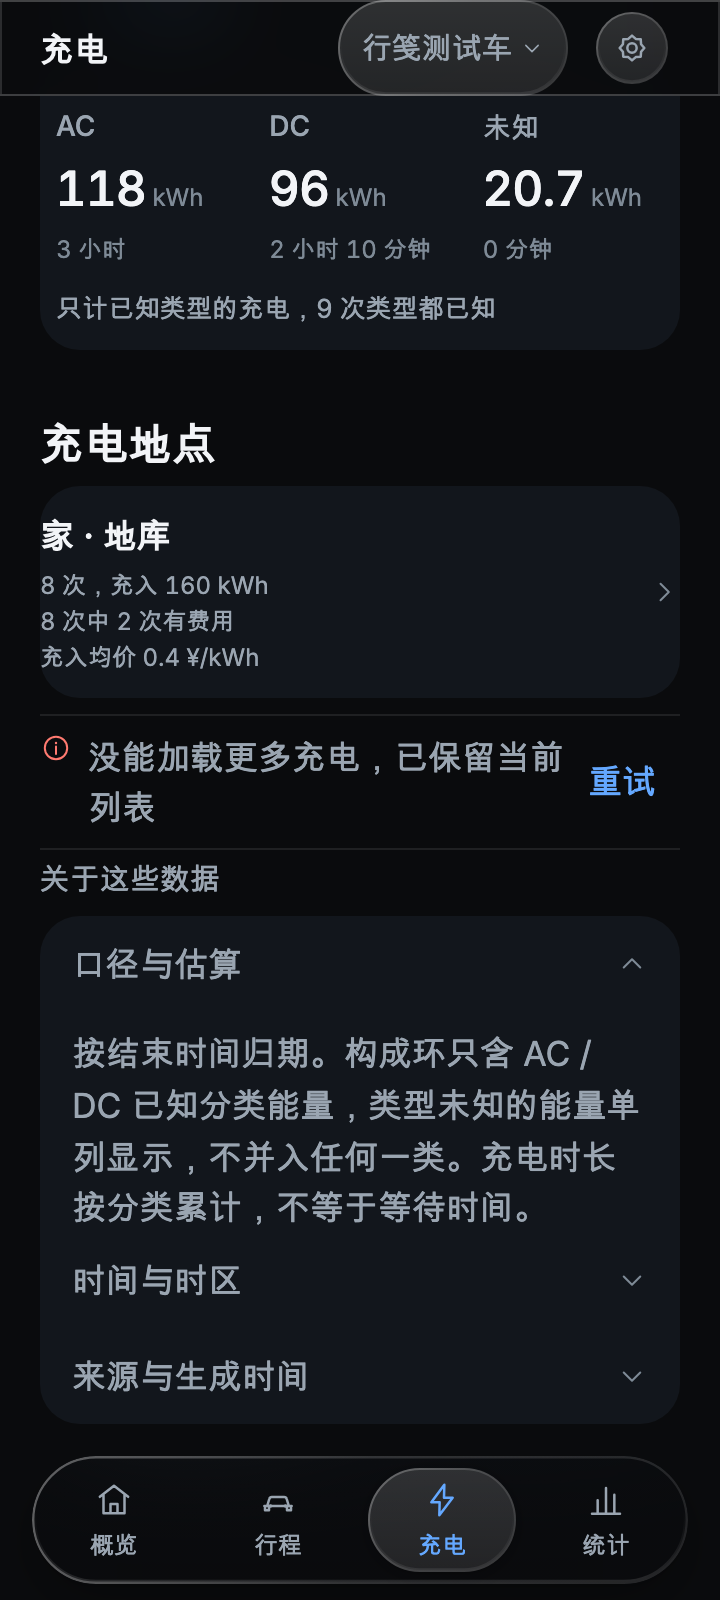 充电
行笺测试车
AC
DC
未知
118 kWh
96 kWh
20.7 kWh
3 小时
2 小时 10 分钟
0 分钟
只计已知类型的充电，9 次类型都已知
充电地点
家 · 地库
8 次，充入 160 kWh
8 次中 2 次有费用
充入均价 0.4 ¥/kWh
没能加载更多充电，已保留当前
列表
重试
关于这些数据
口径与估算
按结束时间归期。构成环只含 AC /
DC 已知分类能量，类型未知的能量单
列显示，不并入任何一类。充电时长
按分类累计，不等于等待时间。
时间与时区
来源与生成时间
概览
行程
充电
统计